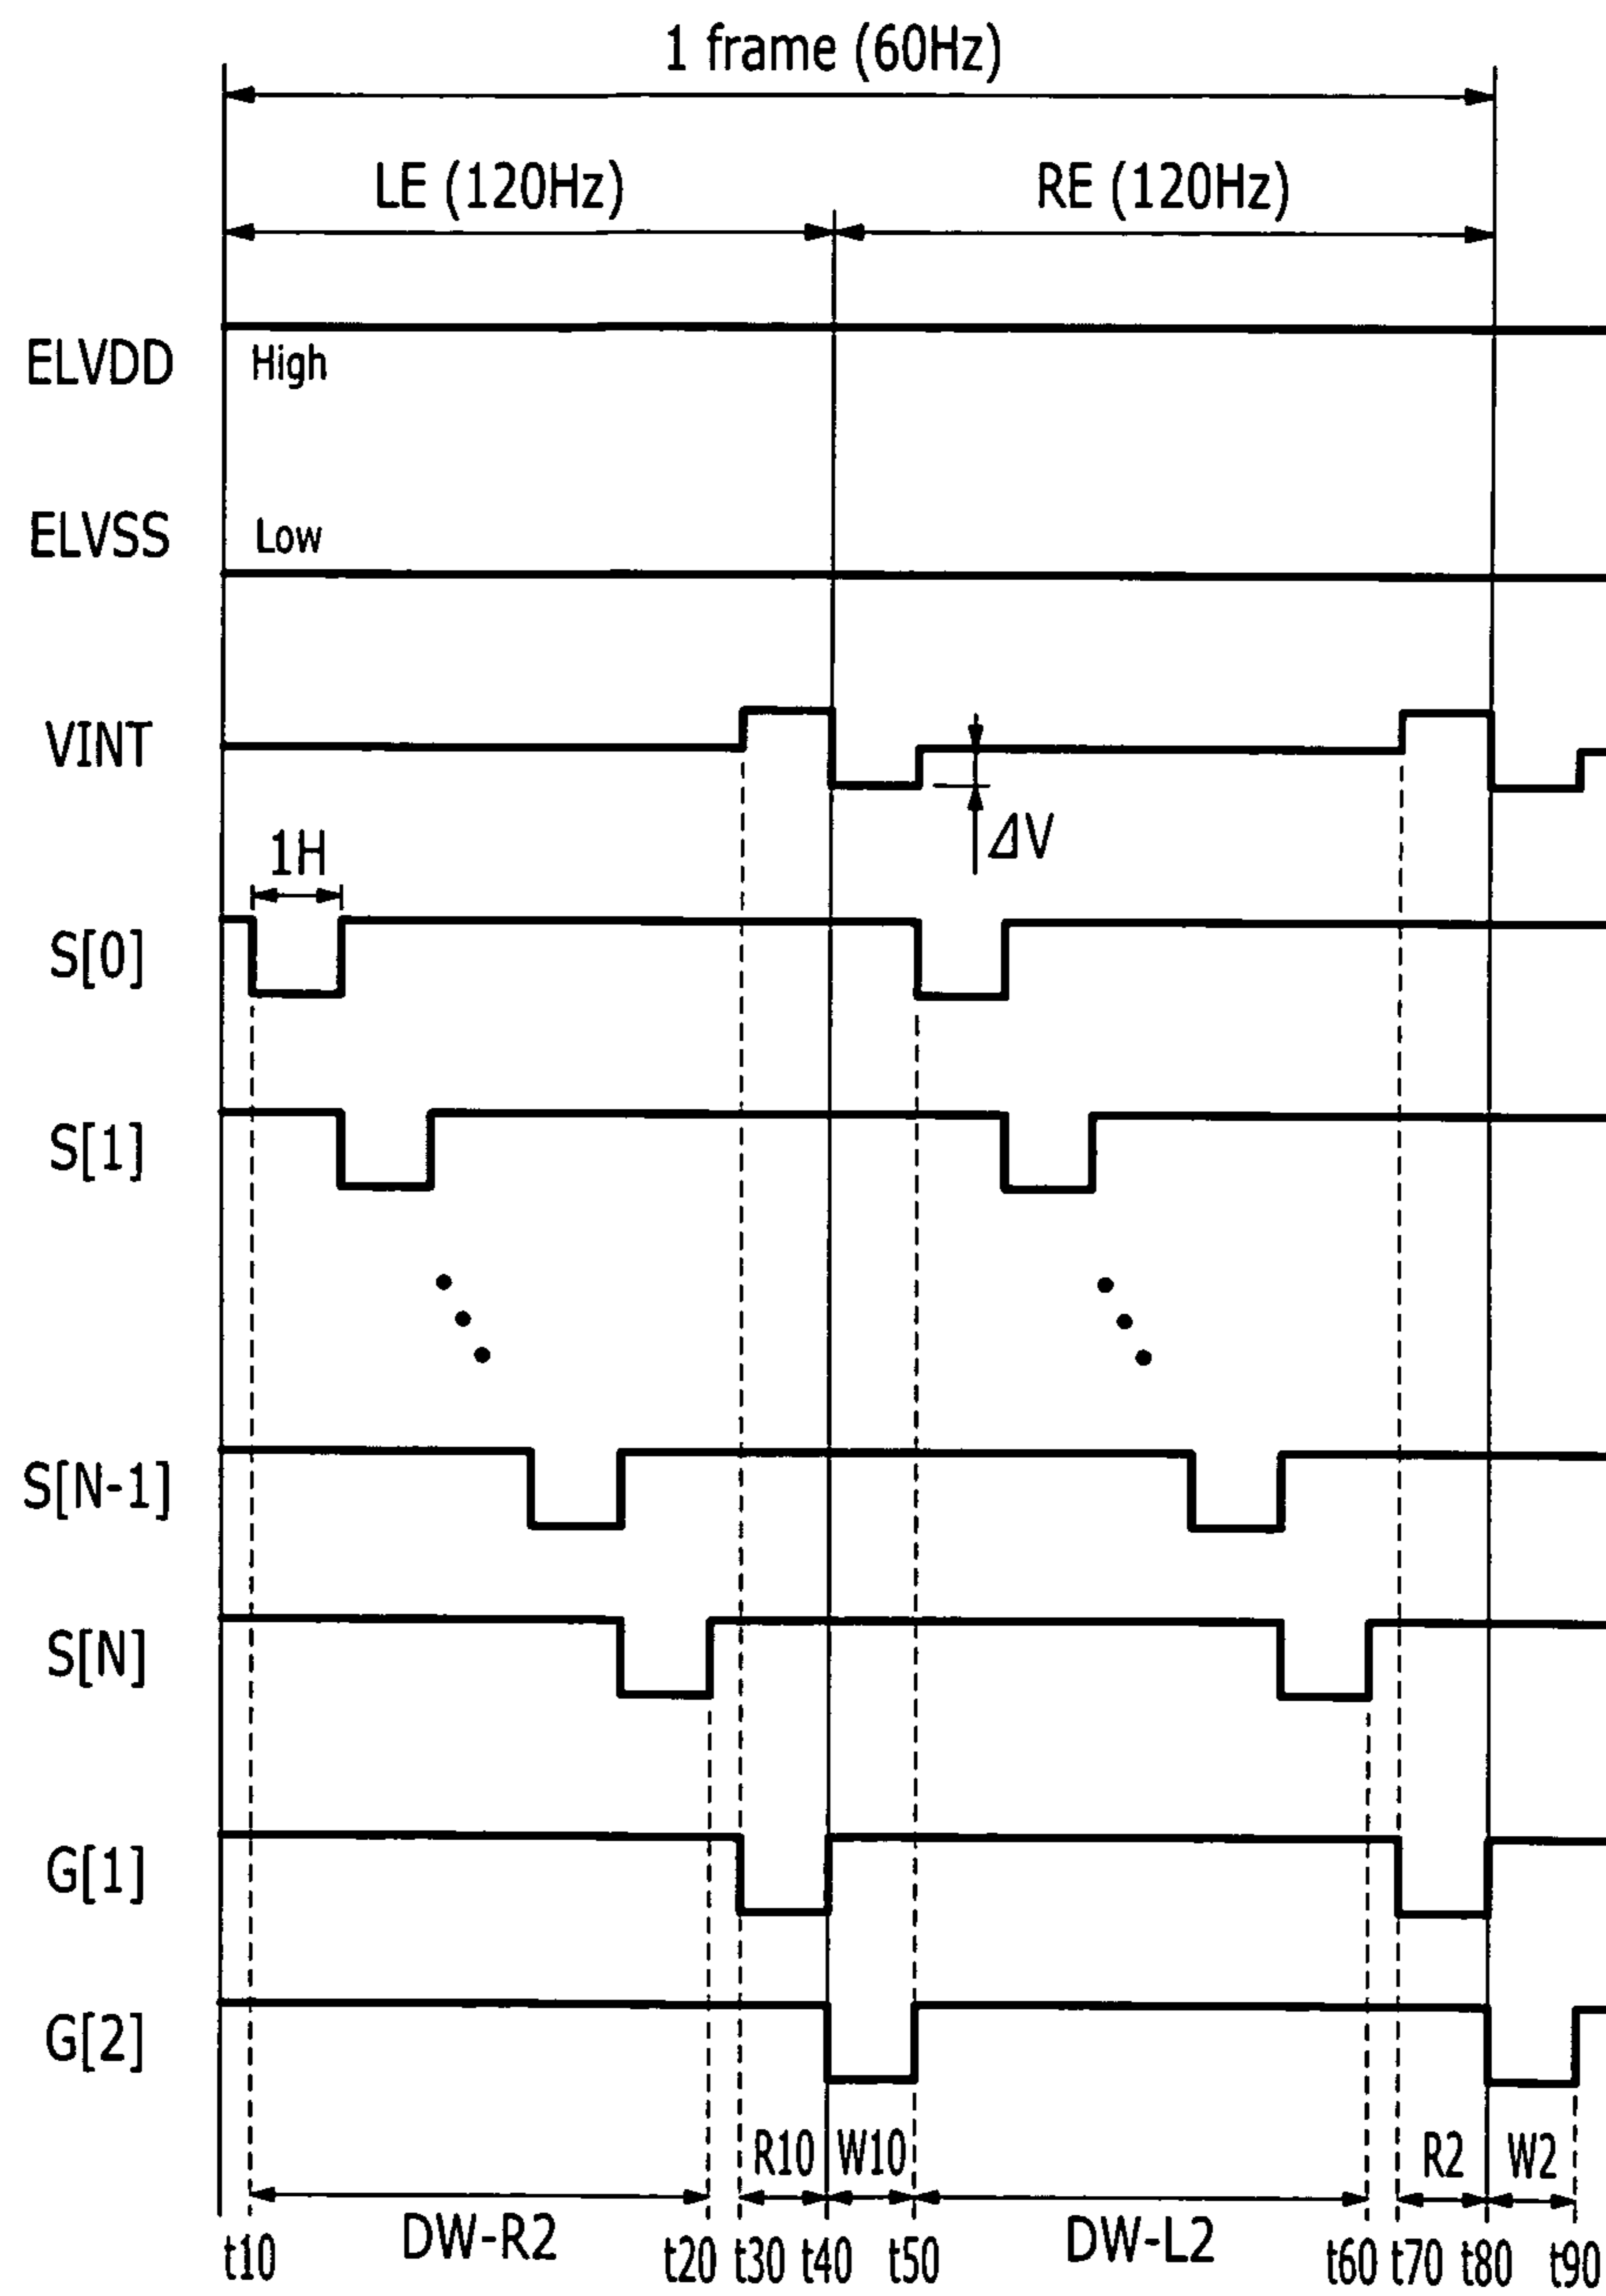 1 frame (60Hz)
LE (120Hz) RE (120Hz)
ELVDD High
ELVSS Low
VINT
ΔV
1H
S[0]
S[1]
S[N-1]
S[N]
G[1]
G[2]
R10 W10 R2 W2
DW-R2 DW-L2
t10 t20 t30 t40 t50 t60 t70 t80 t90